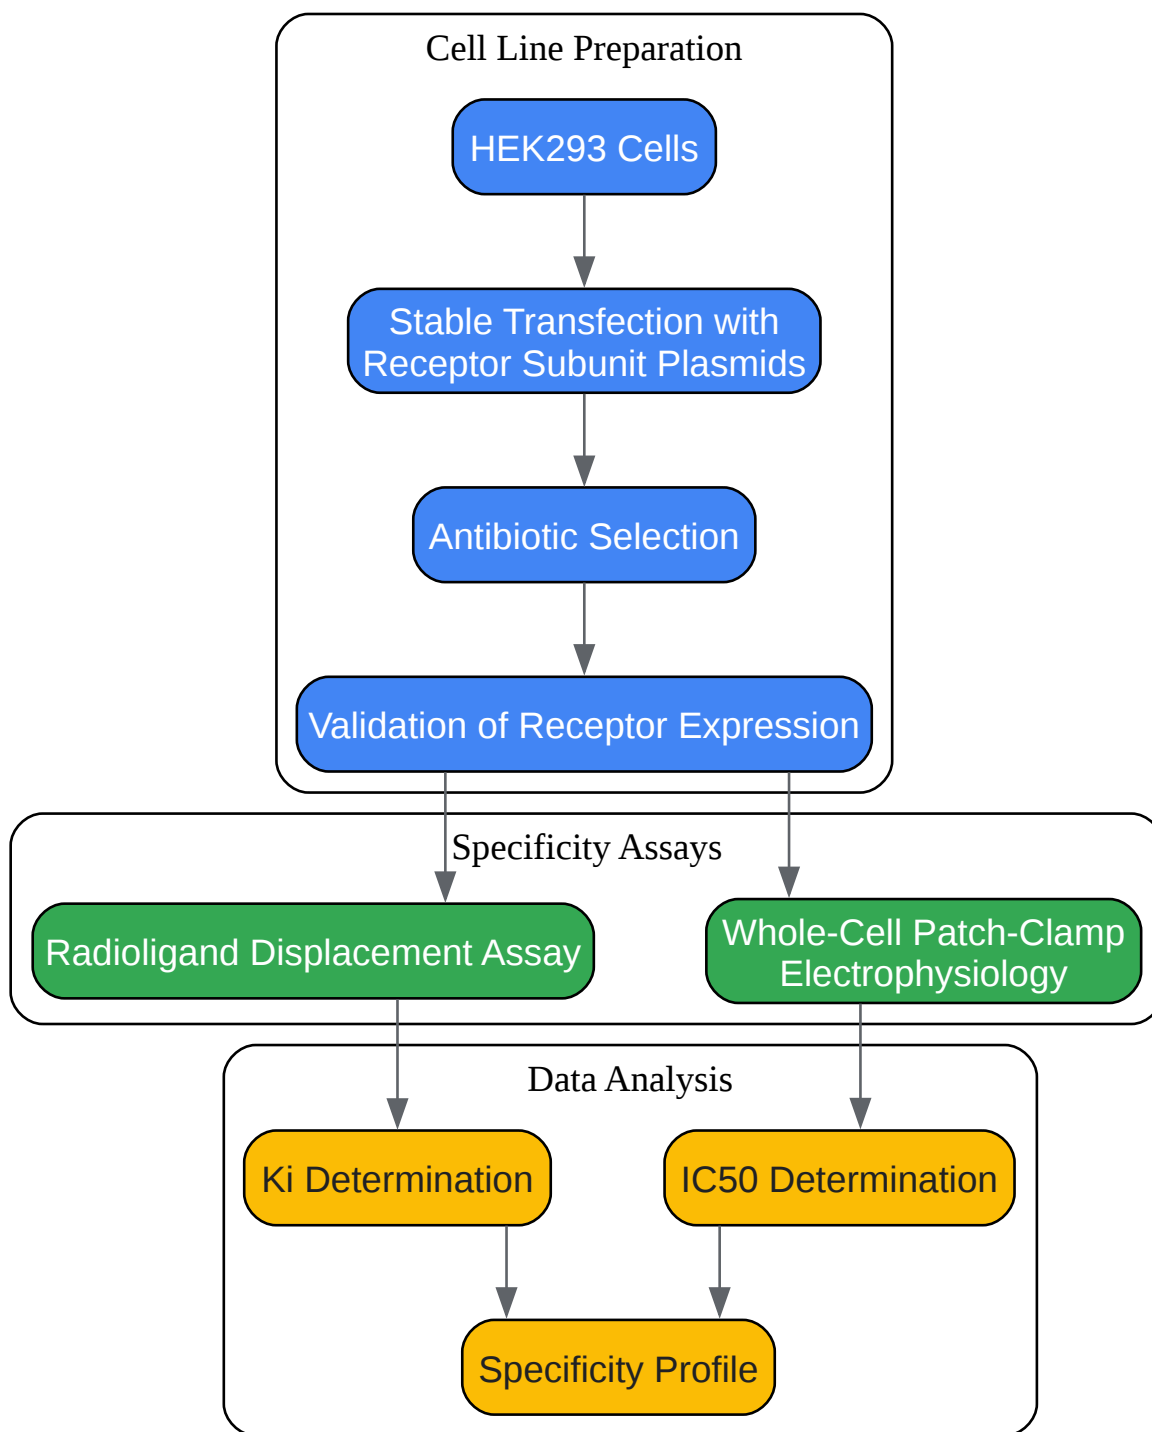 Cell Line Preparation
HEK293 Cells
Stable Transfection with
Receptor Subunit Plasmids
Antibiotic Selection
Validation of Receptor Expression
Specificity Assays
Radioligand Displacement Assay
Whole-Cell Patch-Clamp
Electrophysiology
Data Analysis
Ki Determination
IC50 Determination
Specificity Profile